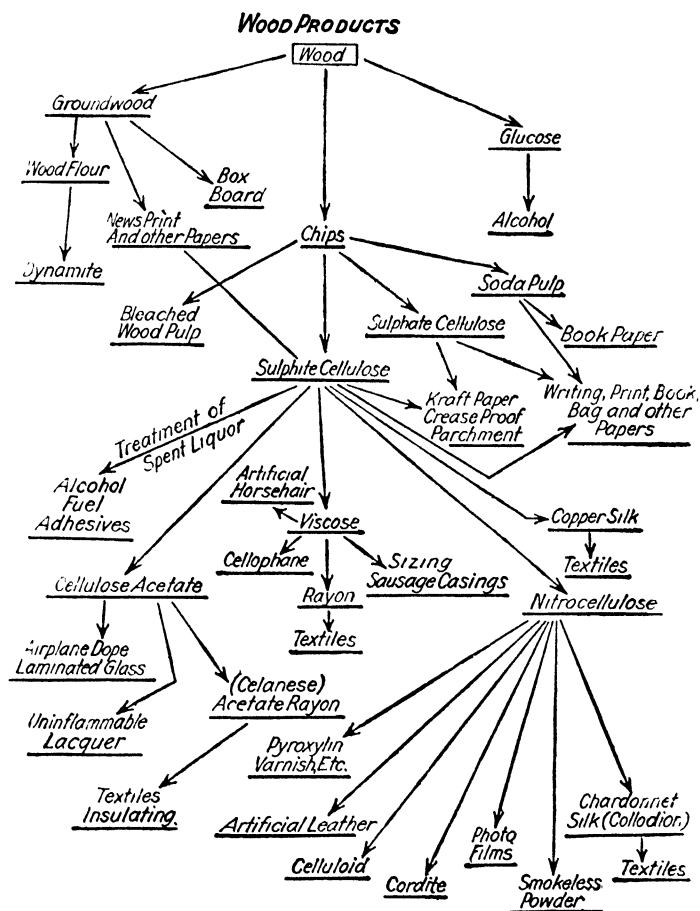 WOOD PRODUCTS
Wood
Groundwood
Glucose
Wood Flour
Box
Board
News Print
And other Papers
Alcohol
Chips
Dynamite
Soda Pulp
Bleached
Wood Pulp
Sulphate Cellulose
Book Paper
Sulphite Cellulose
Kraft Paper
Crease Proof
Parchment
Writing, Print, Book,
Bag and other
Papers
Treatment of
Spent Liquor
Alcohol
Fuel
Adhesives
Artificial
Horsehair
Viscose
Copper Silk
Cellophane
Sizing
Sausage Casings
Textiles
Cellulose Acetate
Rayon
Nitrocellulose
Textiles
Airplane Dope
Laminated Glass
(Celanese)
Acetate Rayon
Uninflammable
Lacquer
Pyroxylin
Varnish, Etc.
Textiles
Insulating.
Artificial Leather
Celluloid
Cordite
Photo
Films
Smokeless
Powder
Chardonnet
Silk (Collodion)
Textiles